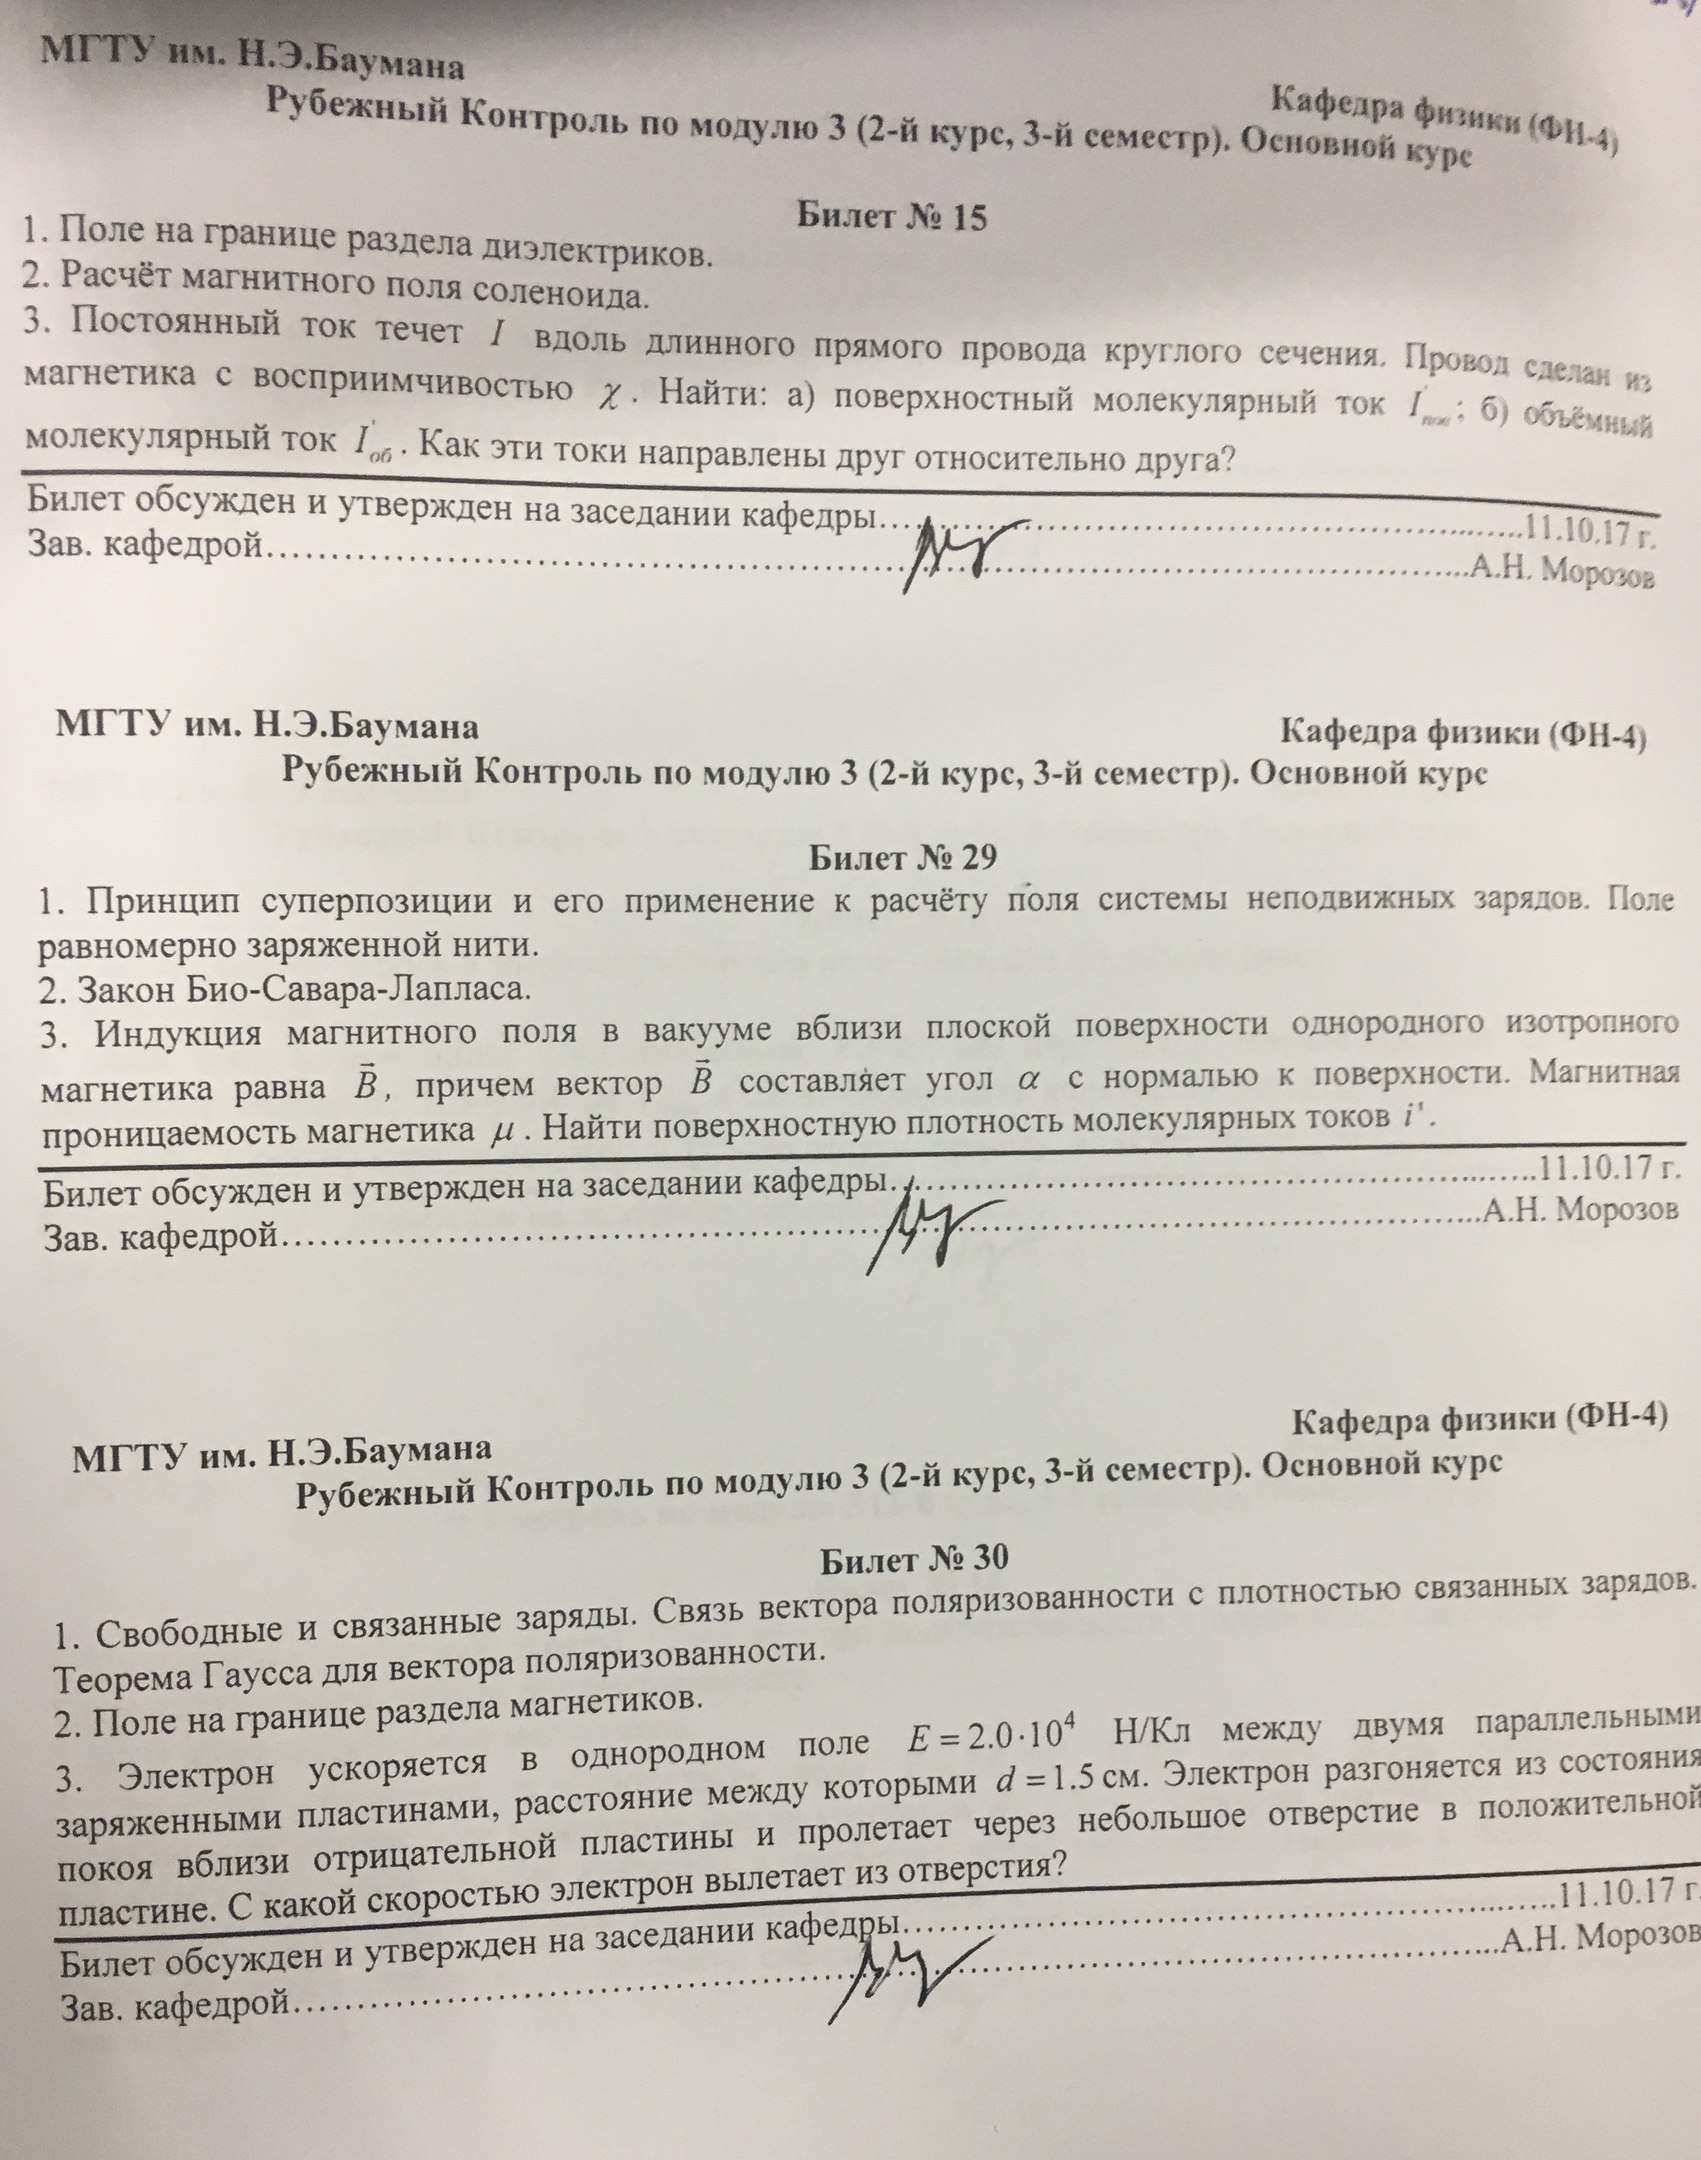 МГТУ им. Н.Э.Баумана
Кафедра физики (ФН-4)
Рубежный Контроль по модулю 3 (2-й курс, 3-й семестр). Основной курс
Билет № 15
1. Поле на границе раздела диэлектриков.
2. Расчёт магнитного поля соленоида.
3. Постоянный ток течет I вдоль длинного прямого провода круглого сечения. Провод сделан из
магнетика с восприимчивостью χ . Найти: а) поверхностный молекулярный ток I'пов; б) объёмный
молекулярный ток I'об . Как эти токи направлены друг относительно друга?
Билет обсужден и утвержден на заседании кафедры...........11.10.17 г.
Зав. кафедрой...........А.Н. Морозов
МГТУ им. Н.Э.Баумана
Кафедра физики (ФН-4)
Рубежный Контроль по модулю 3 (2-й курс, 3-й семестр). Основной курс
Билет № 29
1. Принцип суперпозиции и его применение к расчёту поля системы неподвижных зарядов. Поле
равномерно заряженной нити.
2. Закон Био-Савара-Лапласа.
3. Индукция магнитного поля в вакууме вблизи плоской поверхности однородного изотропного
магнетика равна B⃗, причем вектор B⃗ составляет угол α с нормалью к поверхности. Магнитная
проницаемость магнетика μ . Найти поверхностную плотность молекулярных токов i'.
Билет обсужден и утвержден на заседании кафедры...........11.10.17 г.
Зав. кафедрой...........А.Н. Морозов
МГТУ им. Н.Э.Баумана
Кафедра физики (ФН-4)
Рубежный Контроль по модулю 3 (2-й курс, 3-й семестр). Основной курс
Билет № 30
1. Свободные и связанные заряды. Связь вектора поляризованности с плотностью связанных зарядов.
Теорема Гаусса для вектора поляризованности.
2. Поле на границе раздела магнетиков.
3. Электрон ускоряется в однородном поле E = 2.0·10⁴ Н/Кл между двумя параллельными
заряженными пластинами, расстояние между которыми d = 1.5 см. Электрон разгоняется из состояния
покоя вблизи отрицательной пластины и пролетает через небольшое отверстие в положительной
пластине. С какой скоростью электрон вылетает из отверстия?
Билет обсужден и утвержден на заседании кафедры...........11.10.17 г.
Зав. кафедрой...........А.Н. Морозов